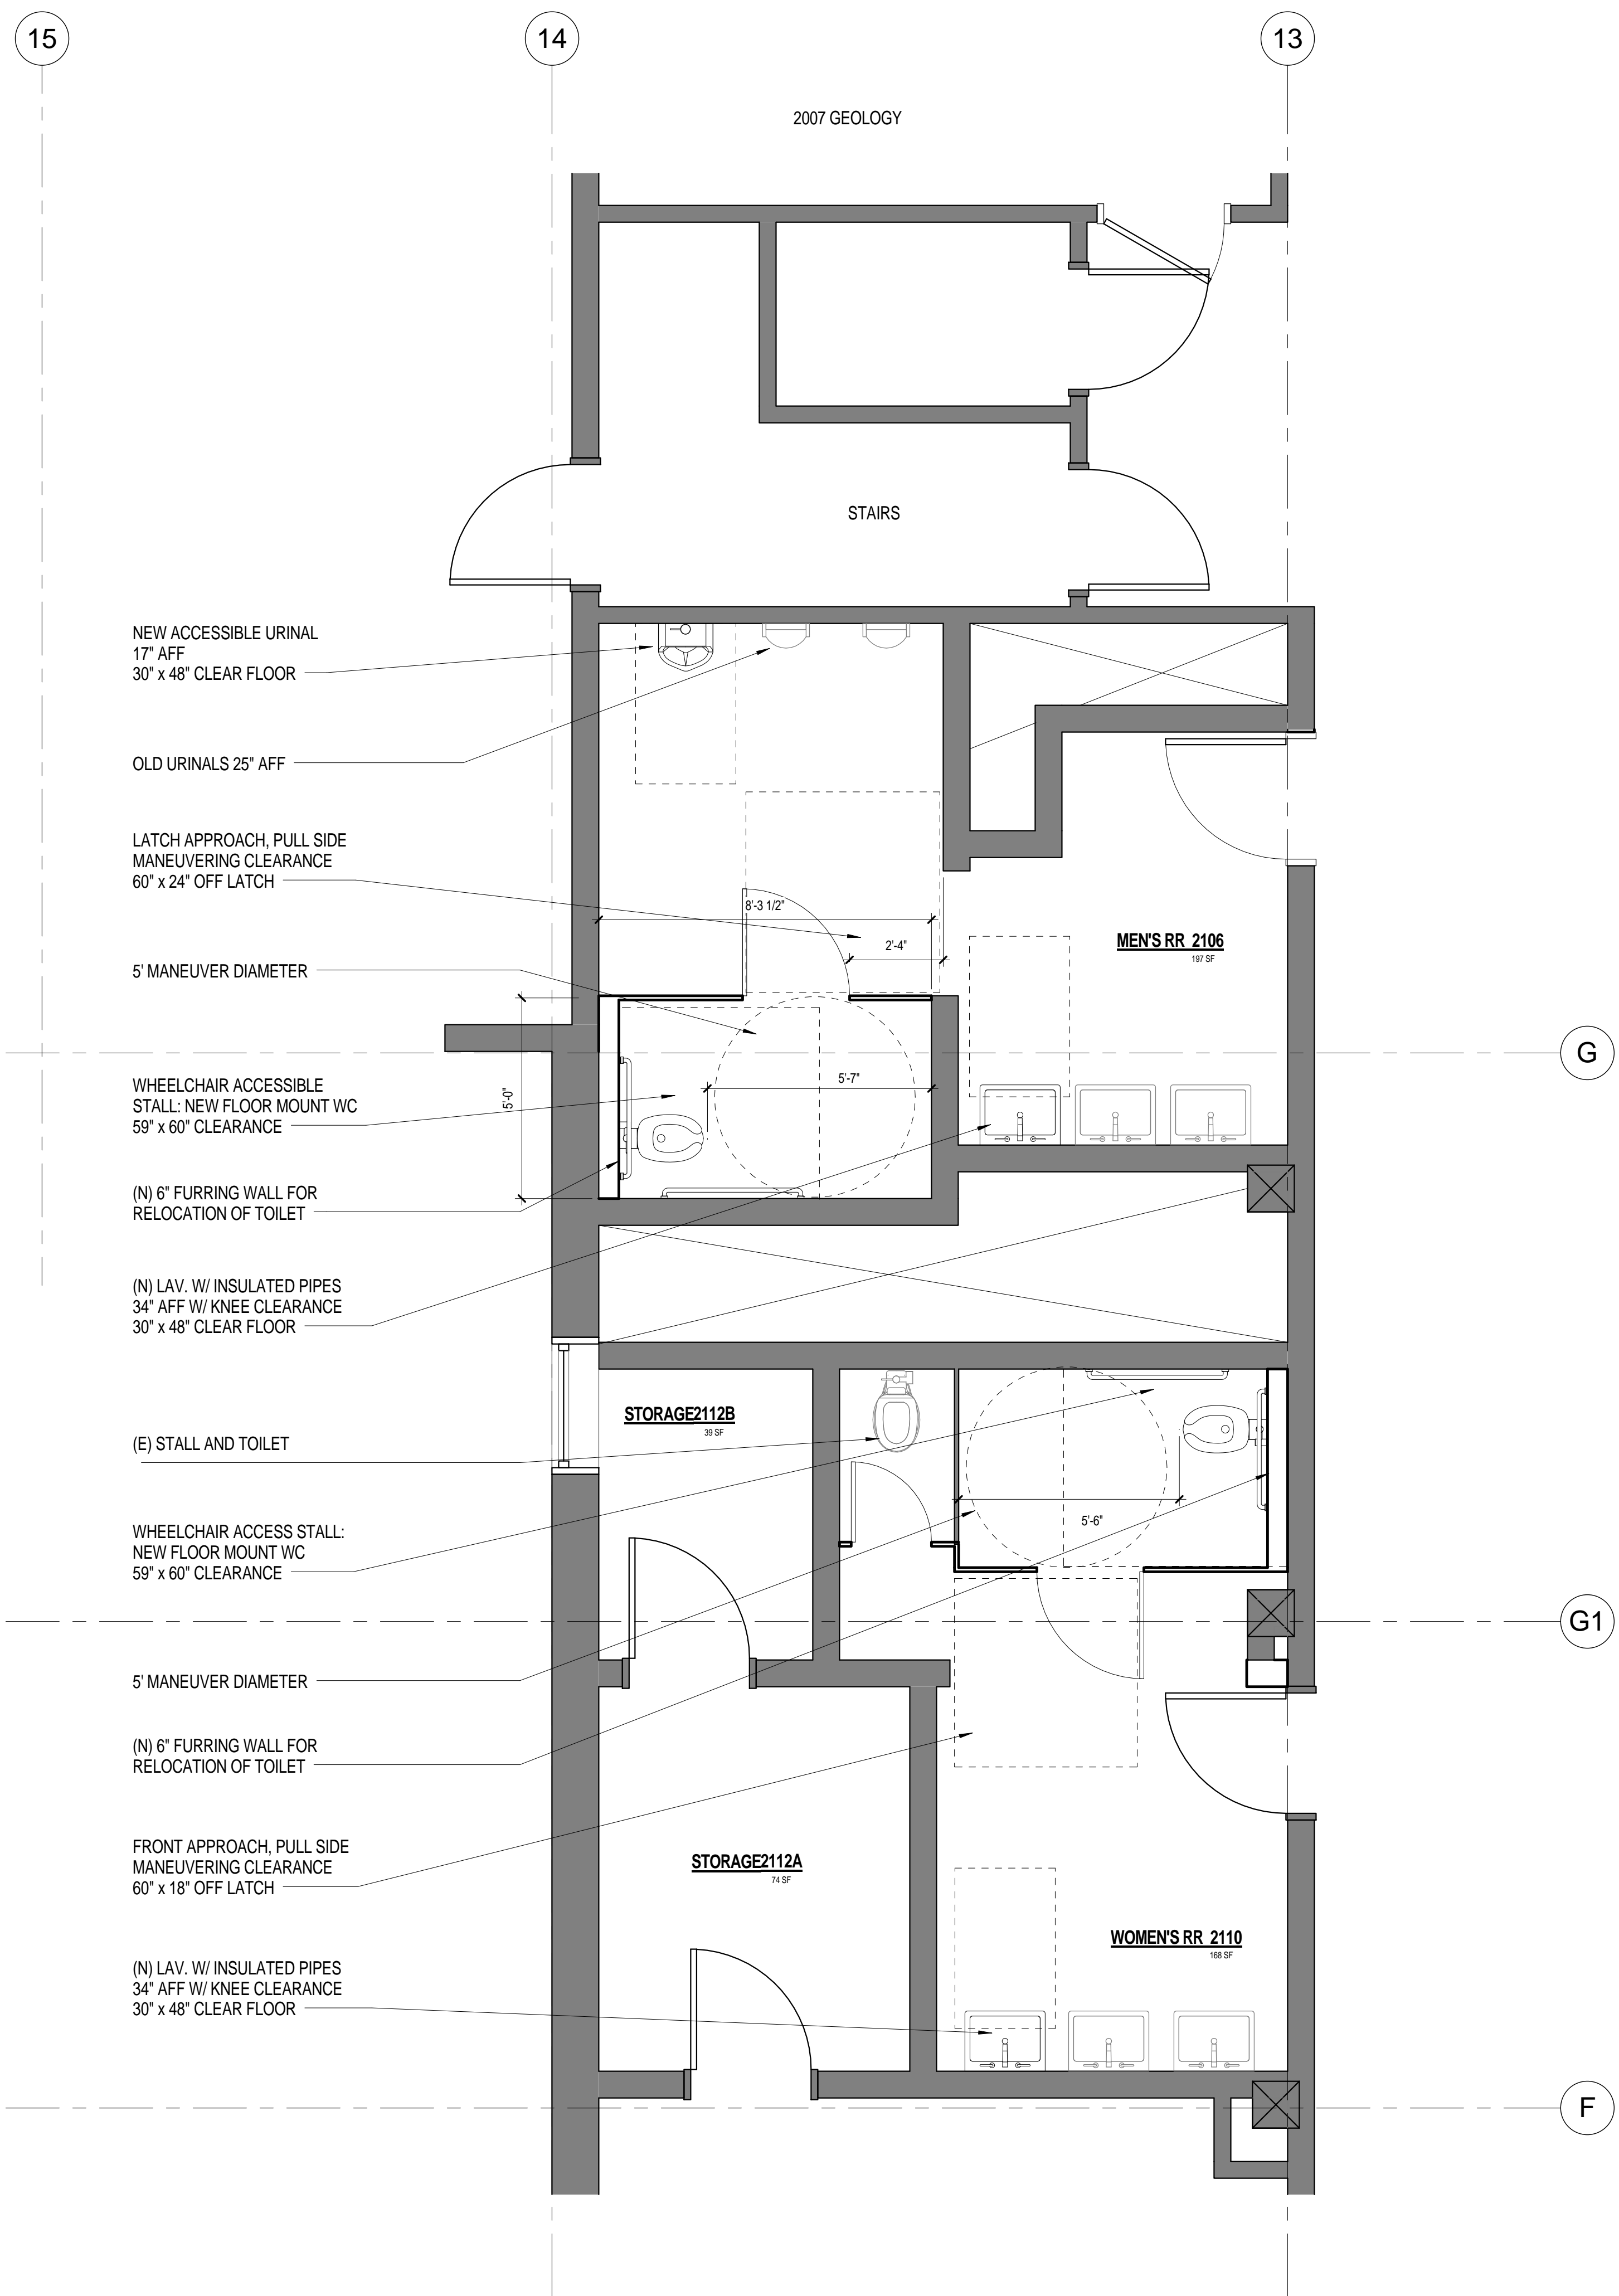 15
14
13
2007 GEOLOGY
STAIRS
NEW ACCESSIBLE URINAL
17" AFF
30" x 48" CLEAR FLOOR
OLD URINALS 25" AFF
LATCH APPROACH, PULL SIDE
MANEUVERING CLEARANCE
60" x 24" OFF LATCH
8'-3 1/2"
2'-4"
MEN'S RR 2106
197 SF
5' MANEUVER DIAMETER
G
WHEELCHAIR ACCESSIBLE
STALL: NEW FLOOR MOUNT WC
59" x 60" CLEARANCE
5'-0"
5'-7"
(N) 6" FURRING WALL FOR
RELOCATION OF TOILET
(N) LAV. W/ INSULATED PIPES
34" AFF W/ KNEE CLEARANCE
30" x 48" CLEAR FLOOR
STORAGE2112B
39 SF
(E) STALL AND TOILET
WHEELCHAIR ACCESS STALL:
NEW FLOOR MOUNT WC
59" x 60" CLEARANCE
5'-6"
G1
5' MANEUVER DIAMETER
(N) 6" FURRING WALL FOR
RELOCATION OF TOILET
FRONT APPROACH, PULL SIDE
MANEUVERING CLEARANCE
60" x 18" OFF LATCH
STORAGE2112A
74 SF
WOMEN'S RR 2110
168 SF
(N) LAV. W/ INSULATED PIPES
34" AFF W/ KNEE CLEARANCE
30" x 48" CLEAR FLOOR
F